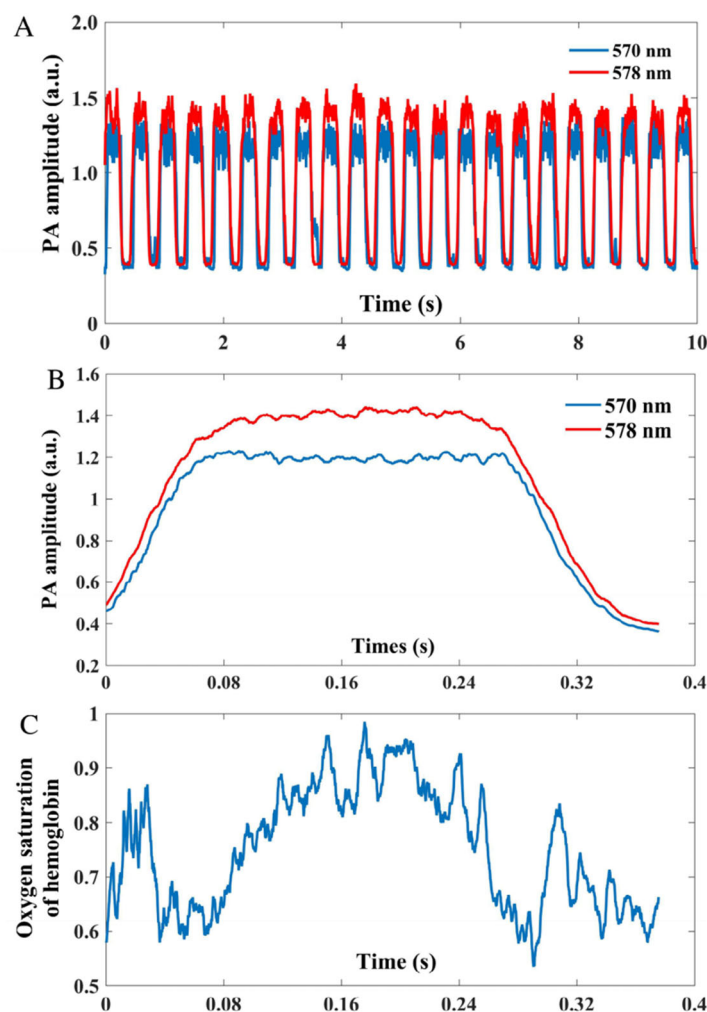 A
2.0
570 nm
578 nm
1.5
PA amplitude (a.u.)
1.0
0.5
Time (s)
0
0 2 4 6 8 10
B
1.6
570 nm
578 nm
1.4
1.2
PA amplitude (a.u.)
1
0.8
0.6
0.4
Times (s)
0.2
0 0.08 0.16 0.24 0.32 0.4
C
1
0.9
0.8
Oxygen saturation
of hemoglobin
0.7
0.6
Time (s)
0.5
0 0.08 0.16 0.24 0.32 0.4